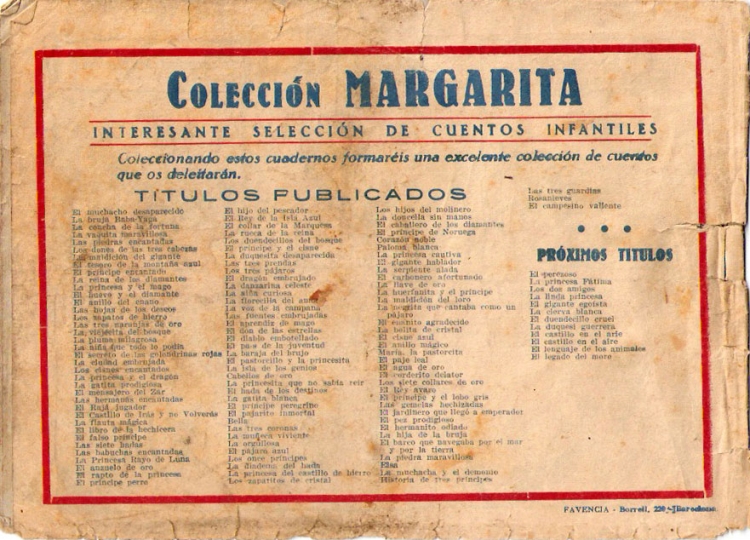 COLECCIÓN MARGARITA
INTERESANTE SELECCIÓN DE CUENTOS INFANTILES
Coleccionando estos cuadernos formaréis una excelente colección de cuentos
que os deleitarán.
TÍTULOS PUBLICADOS
El muchacho desaparecido
La bruja Baba-Yaga
La concha de la fortuna
La vaquita maravillosa
Las piedras encantadas
Los dones de las tres cabezas
La maldición del gigante
El tesoro de la montaña azul
El príncipe encantado
La reina de los diamantes
La princesa y el mago
El huevo y el diamante
El anillo del enano
Las hojas de los deseos
Los zapatos de hierro
Las tres naranjas de oro
La viejecita del bosque
La pluma milagrosa
La niña que todo lo podía
El secreto de las golondrinas rojas
La ciudad embrujada
Los cisnes encantados
La princesa y el dragón
La gatita prodigiosa
El mensajero del Zar
Las hermanas encantadas
El Rajá jugador
El Castillo de Irás y no Volverás
La flauta mágica
El libro de la hechicera
El falso príncipe
Las siete hadas
Las babuchas encantadas
La Princesa Rayo de Luna
El anzuelo de oro
El rapto de la princesa
El príncipe perro
El hijo del pescador
El Rey de la Isla Azul
El collar de la Marquesa
La rueca de la reina
Los duendecillos del bosque
El príncipe y el cisne
La duquesita desaparecida
Las tres prendas
Los tres pájaros
El dragón embrujado
La danzarina celeste
La niña curiosa
La florecilla del
La voz de la campana
Los corales embrujados
El aprendiz de mago
El don de las estrellas
El diablo embotellado
El pez de la juventud
La baraja del brujo
El pastorcillo y la princesita
La isla de los genios
Cabellos de oro
La princesita que no sabía reír
El hada de los destinos
La gatita blanca
El príncipe peregrino
El pajarito inmortal
Bella
Las tres coronas
La muñeca viviente
La orgullosa
El pájaro azul
Los once príncipes
La diadema del hada
La princesa del castillo de hierro
Los zapatitos de cristal
Los hijos del molinero
La doncella sin manos
El caballero de los diamantes
El príncipe de Noruega
Corazón noble
Paloma blanca
La princesa cautiva
El gigante hablador
La serpiente alada
El carbonero afortunado
La llave de oro
La huerfanita y el príncipe
La maldición del loro
La negrita que cantaba como un
pájaro
El enanito agradecido
La bolita de cristal
El cisne azul
El anillo mágico
María, la pastorcita
El paje leal
El agua de oro
El corderito delator
Los siete collares de oro
El Rey avaro
El príncipe y el lobo gris
Las gemelas hechizadas
El jardinero que llegó a emperador
El pez prodigioso
El hermanito odiado
La hija de la bruja
El barco que navegaba por el mar
y por la tierra
La piedra maravillosa
Elsa
La muchacha y el demonio
Historia de tres príncipes
Las tres guardias
Rosanieves
El campesino valiente
PRÓXIMOS TITULOS
El perezoso
La princesa Fátima
Los dos amigos
La linda princesa
El gigante egoísta
La cierva blanca
El duendecillo cruel
La duquesi guerrera
El castillo en el aire
El castillo en el aire
El lenguaje de los animales
El legado del moro
FAVENCIA - Borrell, 220 - Barcelona